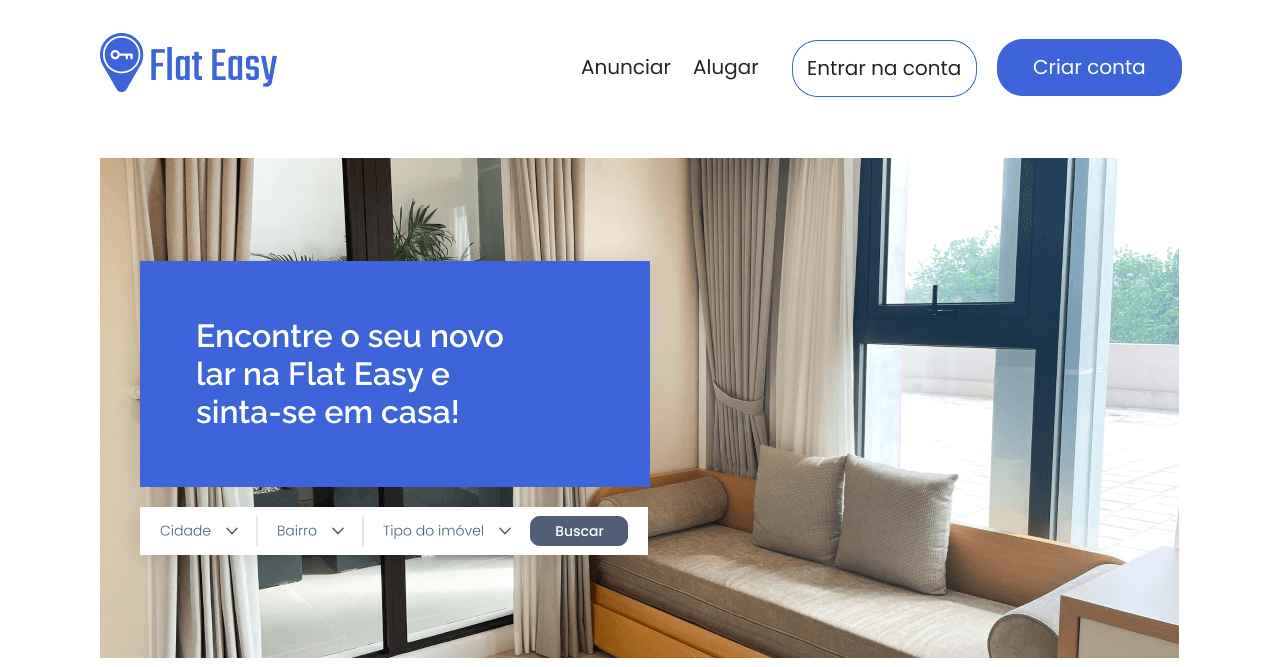 Flat Easy
Anunciar
Alugar
Entrar na conta
Criar conta
Encontre o seu novo
lar na Flat Easy e
sinta-se em casa!
Cidade
Bairro
Tipo do imóvel
Buscar